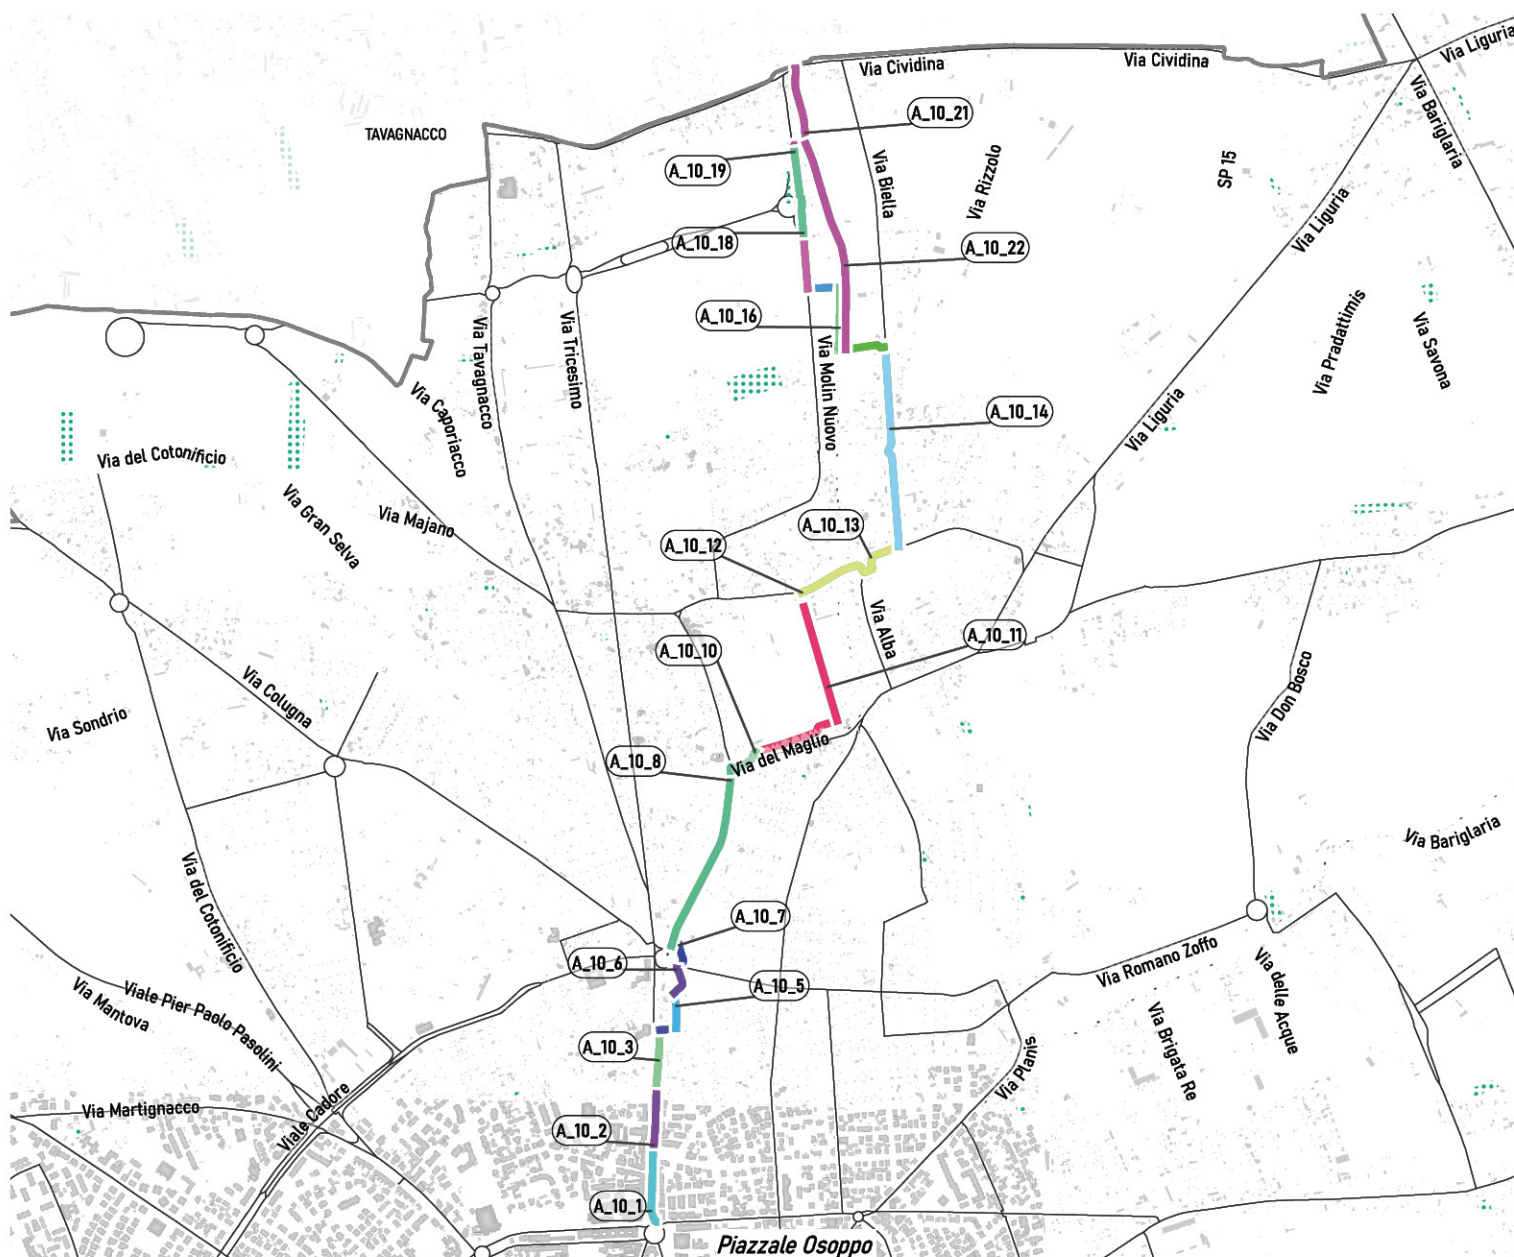 Via Liguria
Via Cividina
Via Cividina
Via Bariglaria
A_10_21
TAVAGNACCO
A_10_19
Via Biella
Via Rizzolo
SP 15
Via Liguria
A_10_18
A_10_22
A_10_16
Via Tavagnacco
Via Tricesimo
Via Molin Nuovo
Via Pradattimis
Via Savona
Via Caporiacco
A_10_14
Via Liguria
Via del Cotonificio
Via Gran Selva
Via Majano
A_10_13
A_10_12
Via Alba
A_10_11
A_10_10
Via Colugna
Via Sondrio
Via Don Bosco
Via del Maglio
A_10_8
Via Bariglaria
Via del Cotonificio
A_10_7
A_10_6
A_10_5
Via Romano Zoffo
Via delle Acque
Viale Pier Paolo Pasolini
Via Mantova
Via Brigata Re
A_10_3
Via Planis
Via Martignacco
Viale Cadore
A_10_2
A_10_1
Piazzale Osoppo